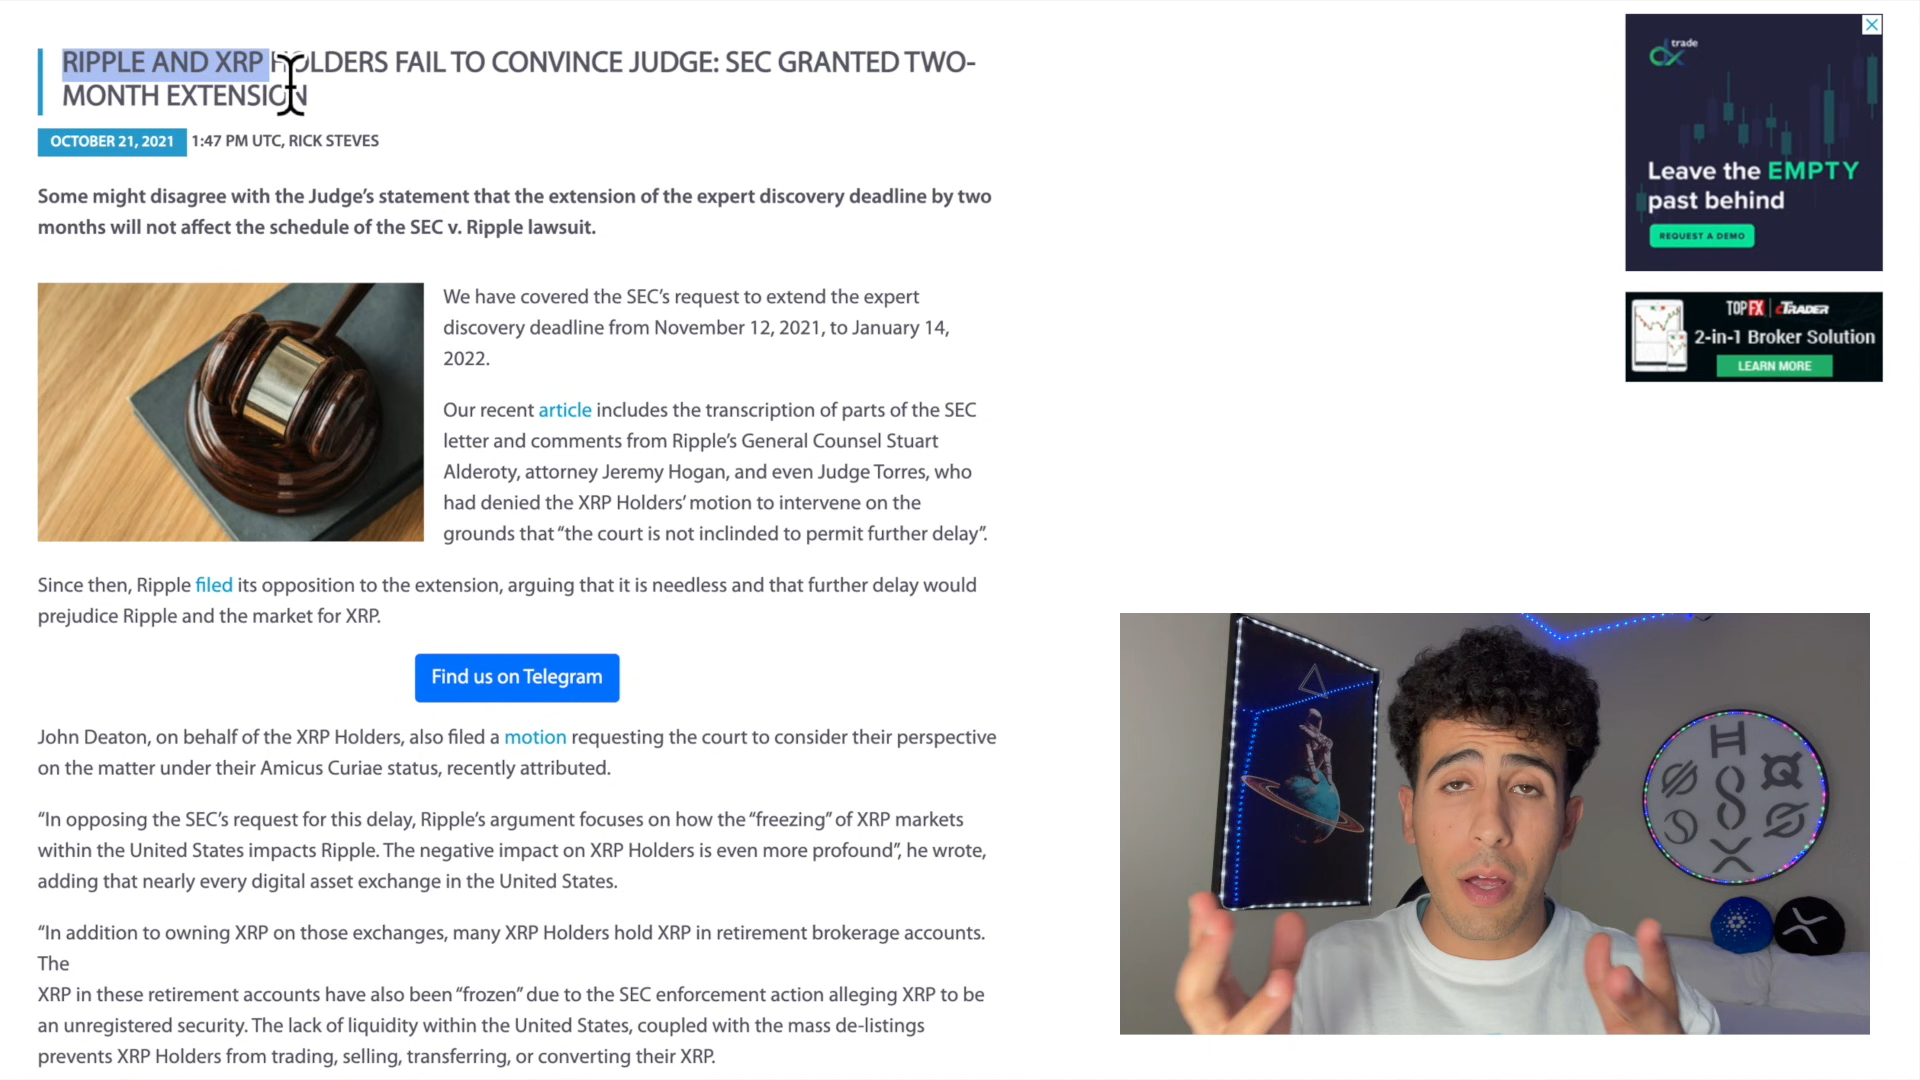 RIPPLE AND XRP HOLDERS FAIL TO CONVINCE JUDGE: SEC GRANTED TWO-
MONTH EXTENSION
OCTOBER 21, 2021 1:47 PM UTC, RICK STEVES
Some might disagree with the Judge’s statement that the extension of the expert discovery deadline by two
months will not affect the schedule of the SEC v. Ripple lawsuit.
We have covered the SEC’s request to extend the expert
discovery deadline from November 12, 2021, to January 14,
2022.
Our recent article includes the transcription of parts of the SEC
letter and comments from Ripple’s General Counsel Stuart
Alderoty, attorney Jeremy Hogan, and even Judge Torres, who
had denied the XRP Holders’ motion to intervene on the
grounds that “the court is not inclinded to permit further delay”.
Since then, Ripple filed its opposition to the extension, arguing that it is needless and that further delay would
prejudice Ripple and the market for XRP.
Find us on Telegram
John Deaton, on behalf of the XRP Holders, also filed a motion requesting the court to consider their perspective
on the matter under their Amicus Curiae status, recently attributed.
“In opposing the SEC’s request for this delay, Ripple’s argument focuses on how the “freezing” of XRP markets
within the United States impacts Ripple. The negative impact on XRP Holders is even more profound”, he wrote,
adding that nearly every digital asset exchange in the United States.
“In addition to owning XRP on those exchanges, many XRP Holders hold XRP in retirement brokerage accounts.
The
XRP in these retirement accounts have also been “frozen” due to the SEC enforcement action alleging XRP to be
an unregistered security. The lack of liquidity within the United States, coupled with the mass de-listings
prevents XRP Holders from trading, selling, transferring, or converting their XRP.
dx trade
Leave the EMPTY
past behind
REQUEST A DEMO
TOPFX | cTRADER
2-in-1 Broker Solution
LEARN MORE